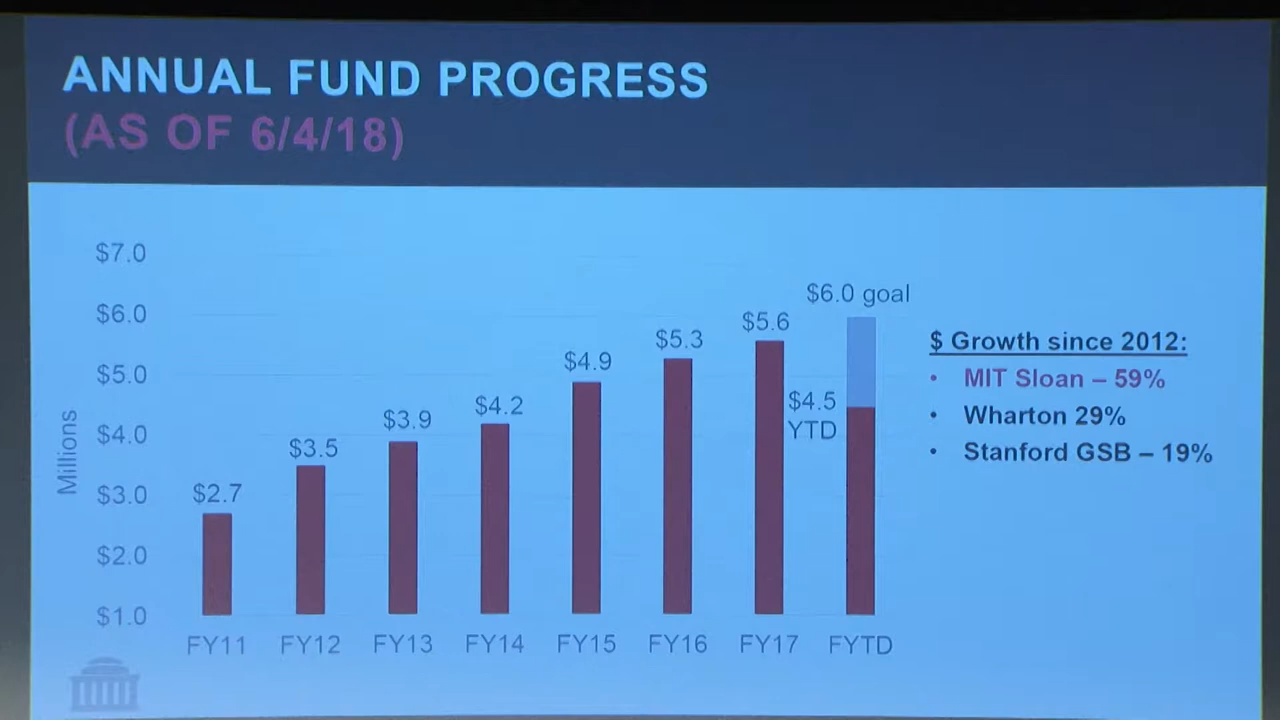 ANNUAL FUND PROGRESS
(AS OF 6/4/18)
$7.0
$6.0
$5.0
$4.0
$3.0
$2.0
$1.0
Millions
$2.7
$3.5
$3.9
$4.2
$4.9
$5.3
$5.6
$4.5
YTD
$6.0 goal
FY11
FY12
FY13
FY14
FY15
FY16
FY17
FYTD
$ Growth since 2012:
• MIT Sloan – 59%
• Wharton 29%
• Stanford GSB – 19%